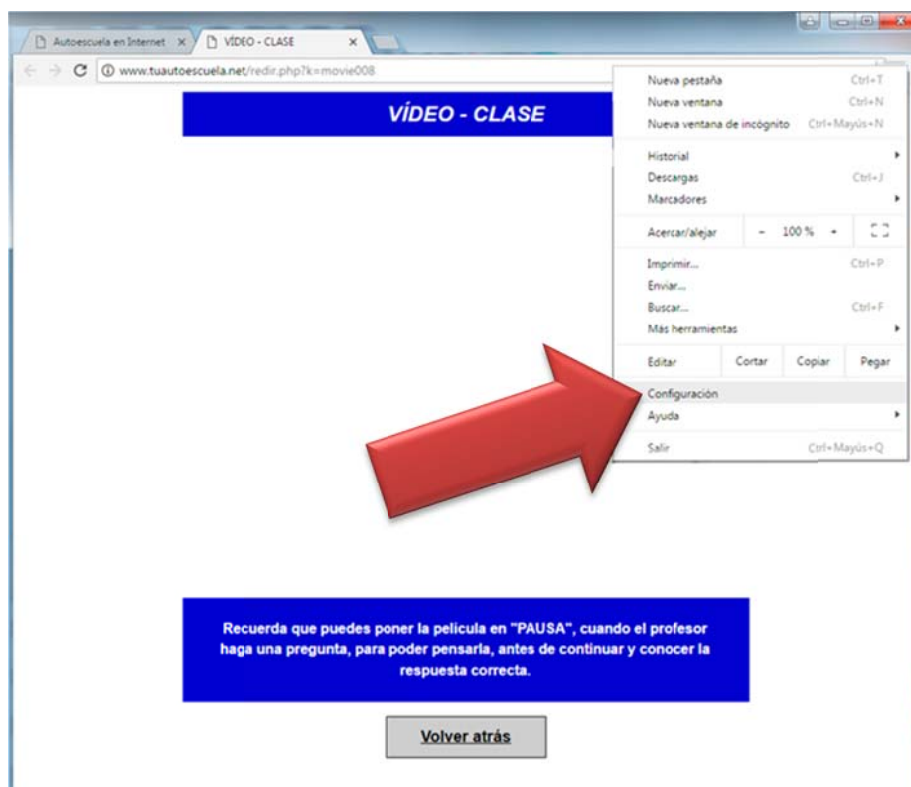 Autoescuela en Internet
VÍDEO - CLASE
www.tuautoescuela.net/redir.php?k=movie008
VÍDEO - CLASE
Nueva pestaña Ctrl+T
Nueva ventana Ctrl+N
Nueva ventana de incógnito Ctrl+Mayús+N
Historial
Descargas Ctrl+J
Marcadores
Acercar/alejar - 100 % +
Imprimir... Ctrl+P
Enviar...
Buscar... Ctrl+F
Más herramientas
Editar Cortar Copiar Pegar
Configuración
Ayuda
Salir Ctrl+Mayús+Q
Recuerda que puedes poner la pelicula en "PAUSA", cuando el profesor
haga una pregunta, para poder pensarla, antes de continuar y conocer la
respuesta correcta.
Volver atrás